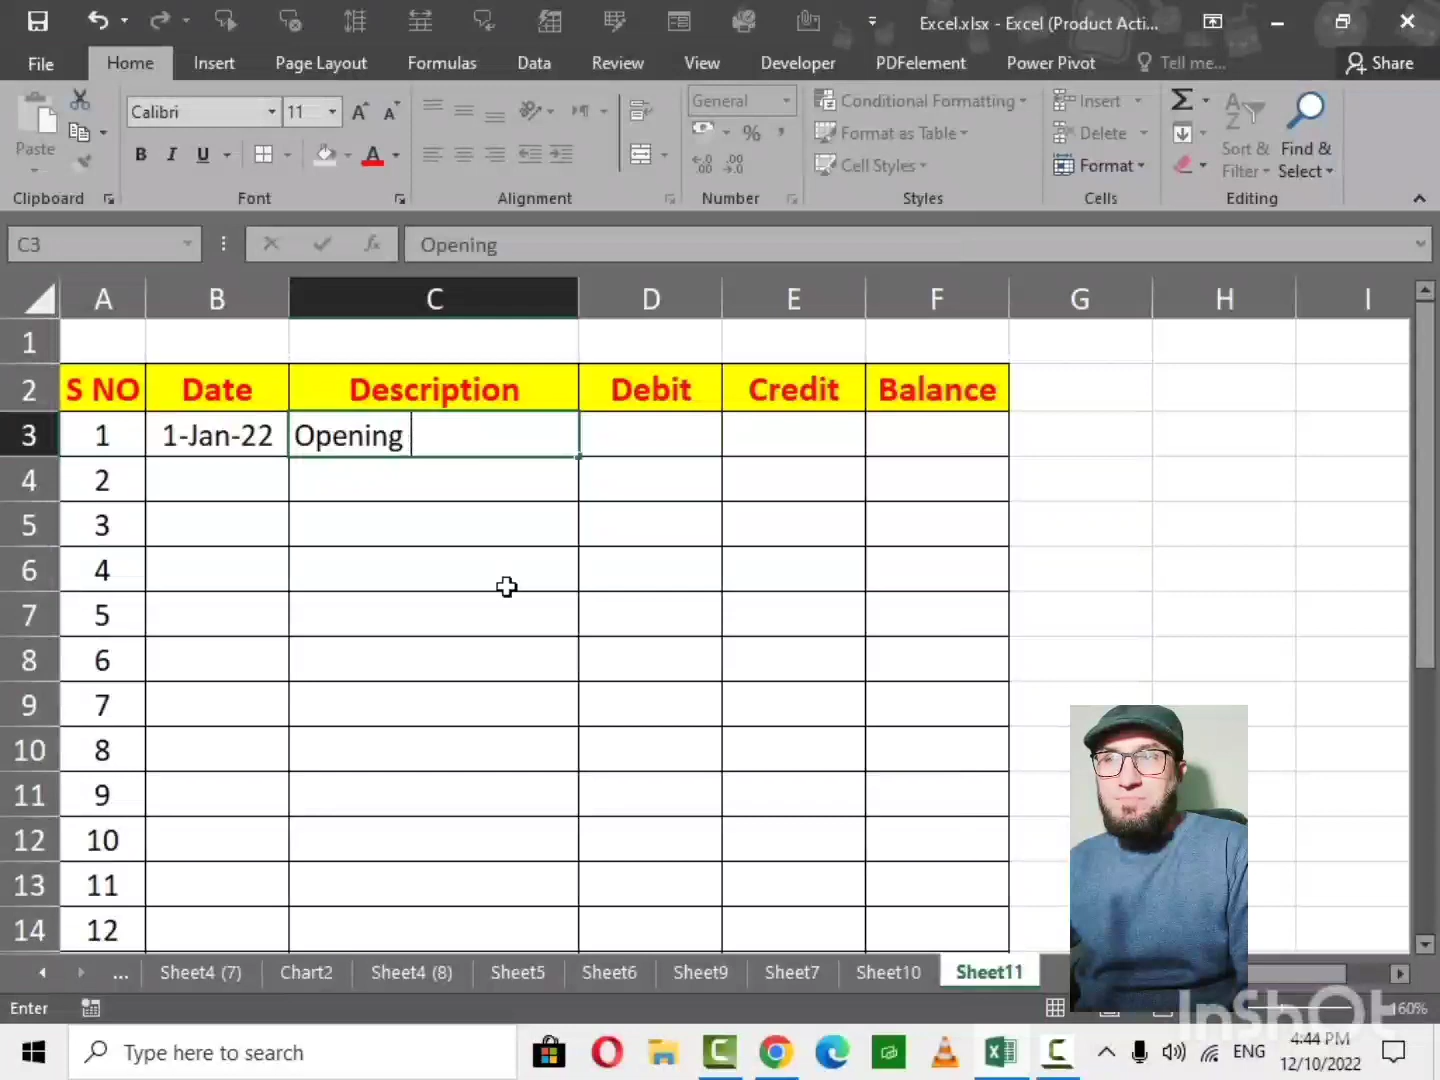 Excel.xlsx - Excel (Product Acti...
File Home Insert Page Layout Formulas Data Review View Developer PDFelement Power Pivot Tell me... Share
Calibri 11 General Conditional Formatting Insert
Paste B I U % Format as Table Delete Sort & Find &
Cell Styles Format Filter Select
Clipboard Font Alignment Number Styles Cells Editing
C3 fx Opening
A B C D E F G H I
1
2 S NO Date Description Debit Credit Balance
3 1 1-Jan-22 Opening
4 2
5 3
6 4
7 5
8 6
9 7
10 8
11 9
12 10
13 11
14 12
... Sheet4 (7) Chart2 Sheet4 (8) Sheet5 Sheet6 Sheet9 Sheet7 Sheet10 Sheet11
Enter 160%
InShOt
Type here to search ENG 4:44 PM
12/10/2022